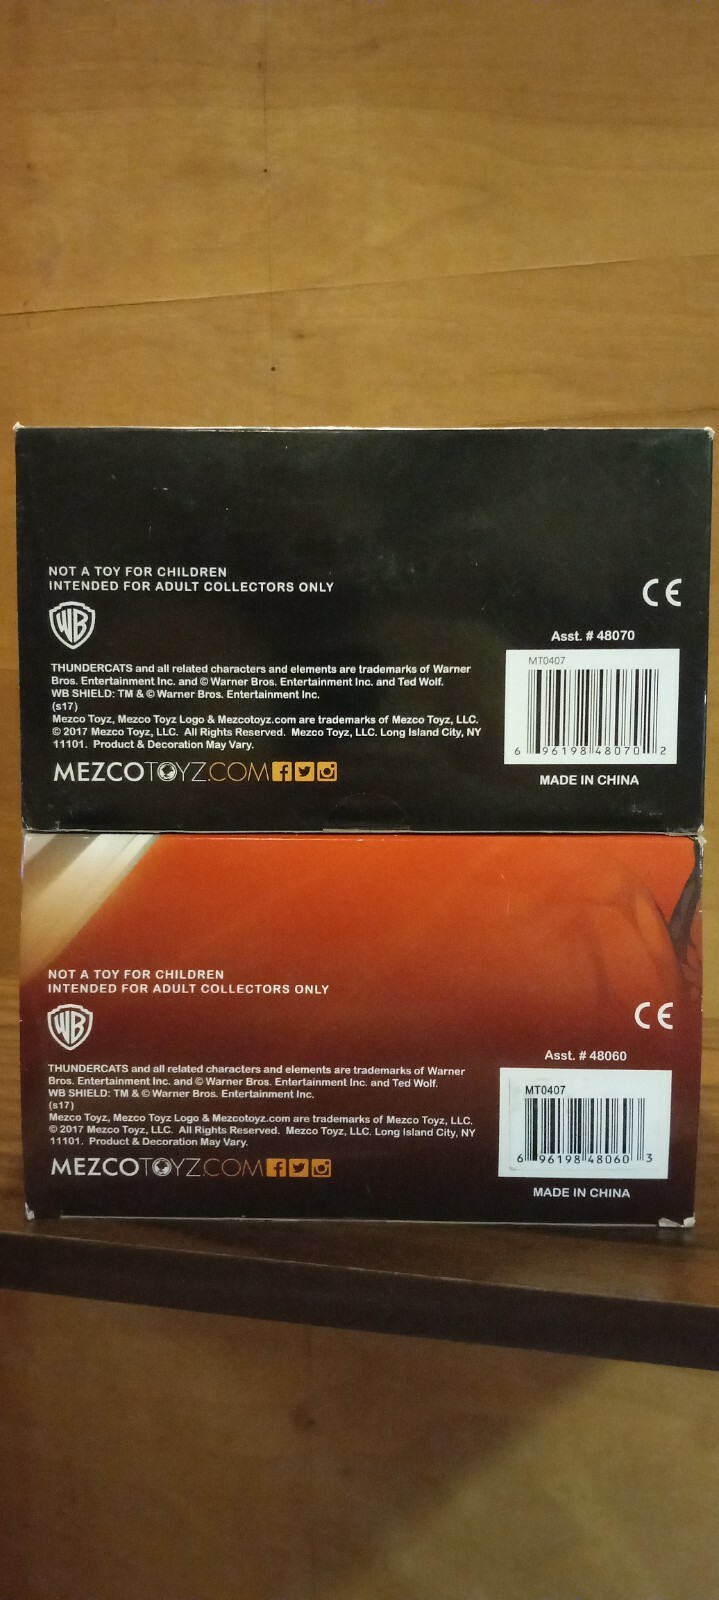 NOT A TOY FOR CHILDREN
INTENDED FOR ADULT COLLECTORS ONLY
CE
WB
Asst. # 48070
MT0407
THUNDERCATS and all related characters and elements are trademarks of Warner
Bros. Entertainment Inc. and © Warner Bros. Entertainment Inc. and Ted Wolf.
WB SHIELD: TM & © Warner Bros. Entertainment Inc.
(s17)
Mezco Toyz, Mezco Toyz Logo & Mezcotoyz.com are trademarks of Mezco Toyz, LLC.
© 2017 Mezco Toyz, LLC. All Rights Reserved. Mezco Toyz, LLC. Long Island City, NY
11101. Product & Decoration May Vary.
6 96198 48070 2
MEZCOTOYZ.COM
MADE IN CHINA
NOT A TOY FOR CHILDREN
INTENDED FOR ADULT COLLECTORS ONLY
CE
WB
Asst. # 48060
MT0407
THUNDERCATS and all related characters and elements are trademarks of Warner
Bros. Entertainment Inc. and © Warner Bros. Entertainment Inc. and Ted Wolf.
WB SHIELD: TM & © Warner Bros. Entertainment Inc.
(s17)
Mezco Toyz, Mezco Toyz Logo & Mezcotoyz.com are trademarks of Mezco Toyz, LLC.
© 2017 Mezco Toyz, LLC. All Rights Reserved. Mezco Toyz, LLC. Long Island City, NY
11101. Product & Decoration May Vary.
6 96198 48060 3
MEZCOTOYZ.COM
MADE IN CHINA